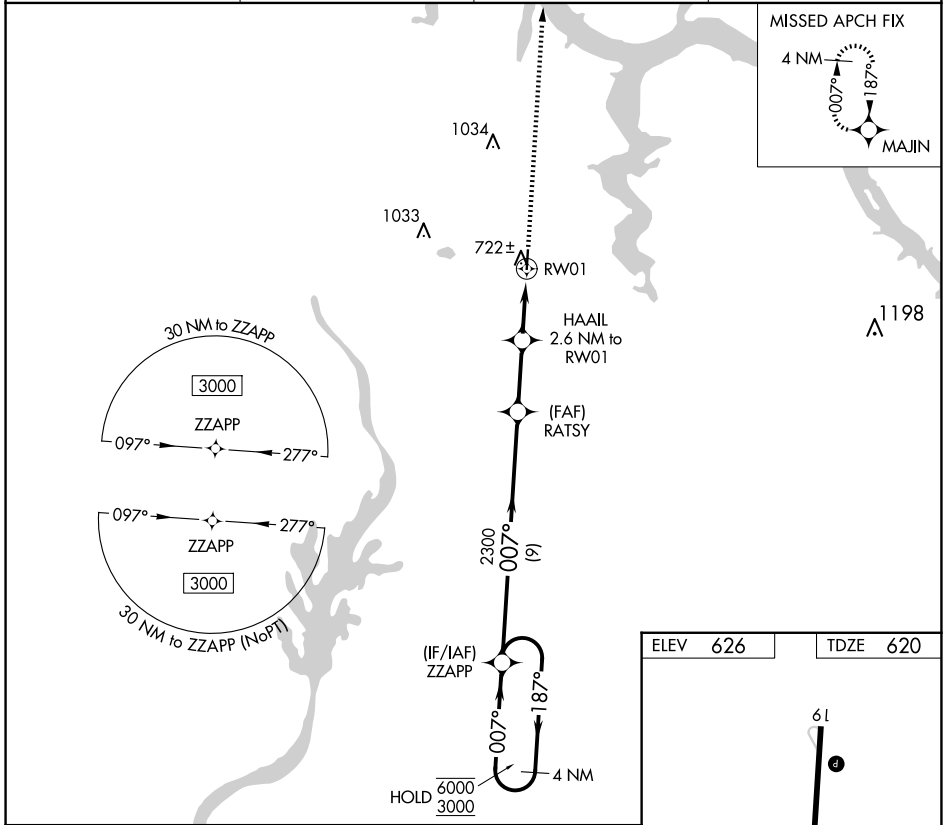 MISSED APCH FIX
4 NM
007°
187°
MAJIN
1034
1033
722±
RW01
1198
HAAIL
2.6 NM to
RW01
(FAF)
RATSY
30 NM to ZZAPP
3000
ZZAPP
097°
277°
097°
277°
ZZAPP
3000
30 NM to ZZAPP (NoPT)
2300
007°
(9)
(IF/IAF)
ZZAPP
007°
187°
4 NM
HOLD
6000
3000
ELEV 626
TDZE 620
19
P